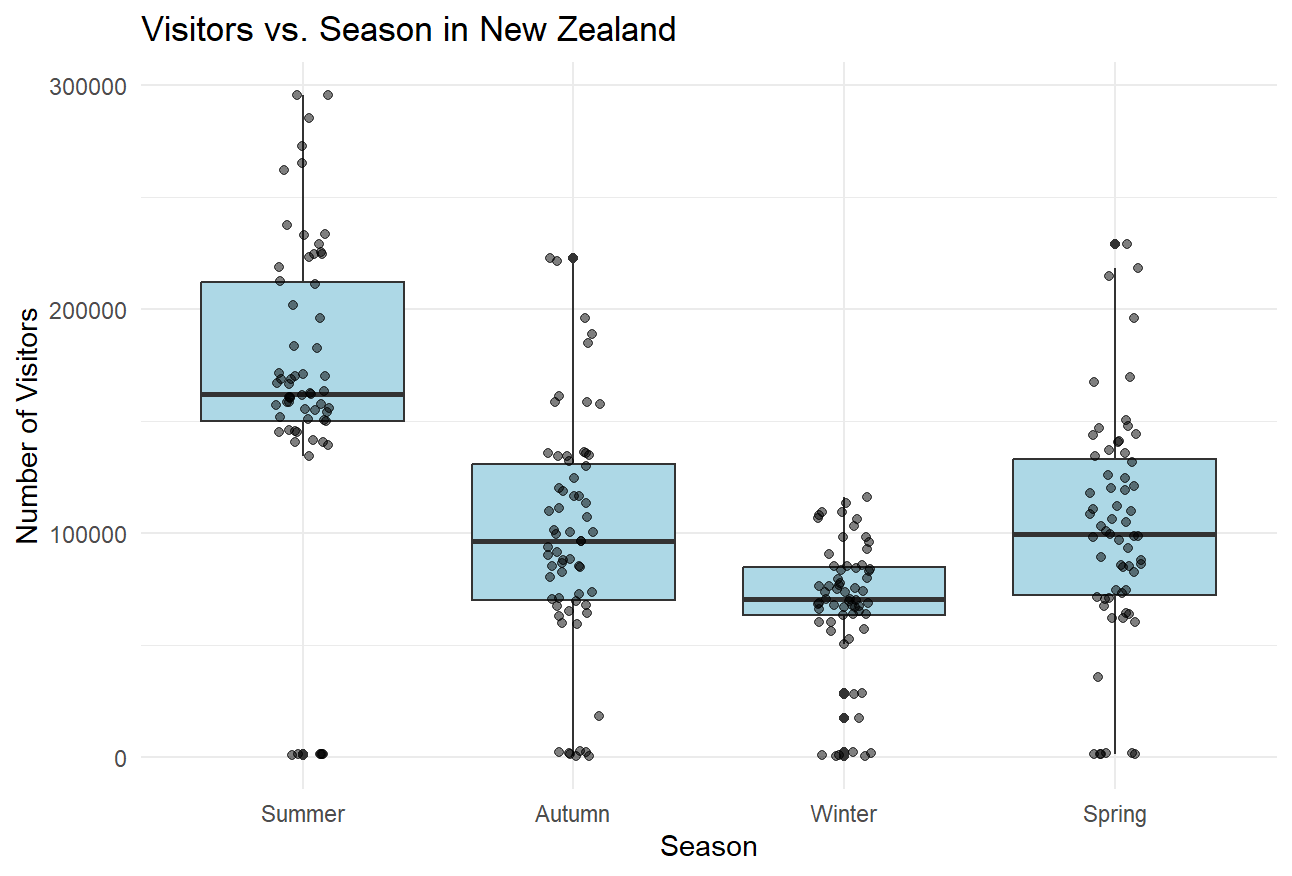 Visitors vs. Season in New Zealand
300000
200000
100000
0
Number of Visitors
Summer Autumn Winter Spring
Season